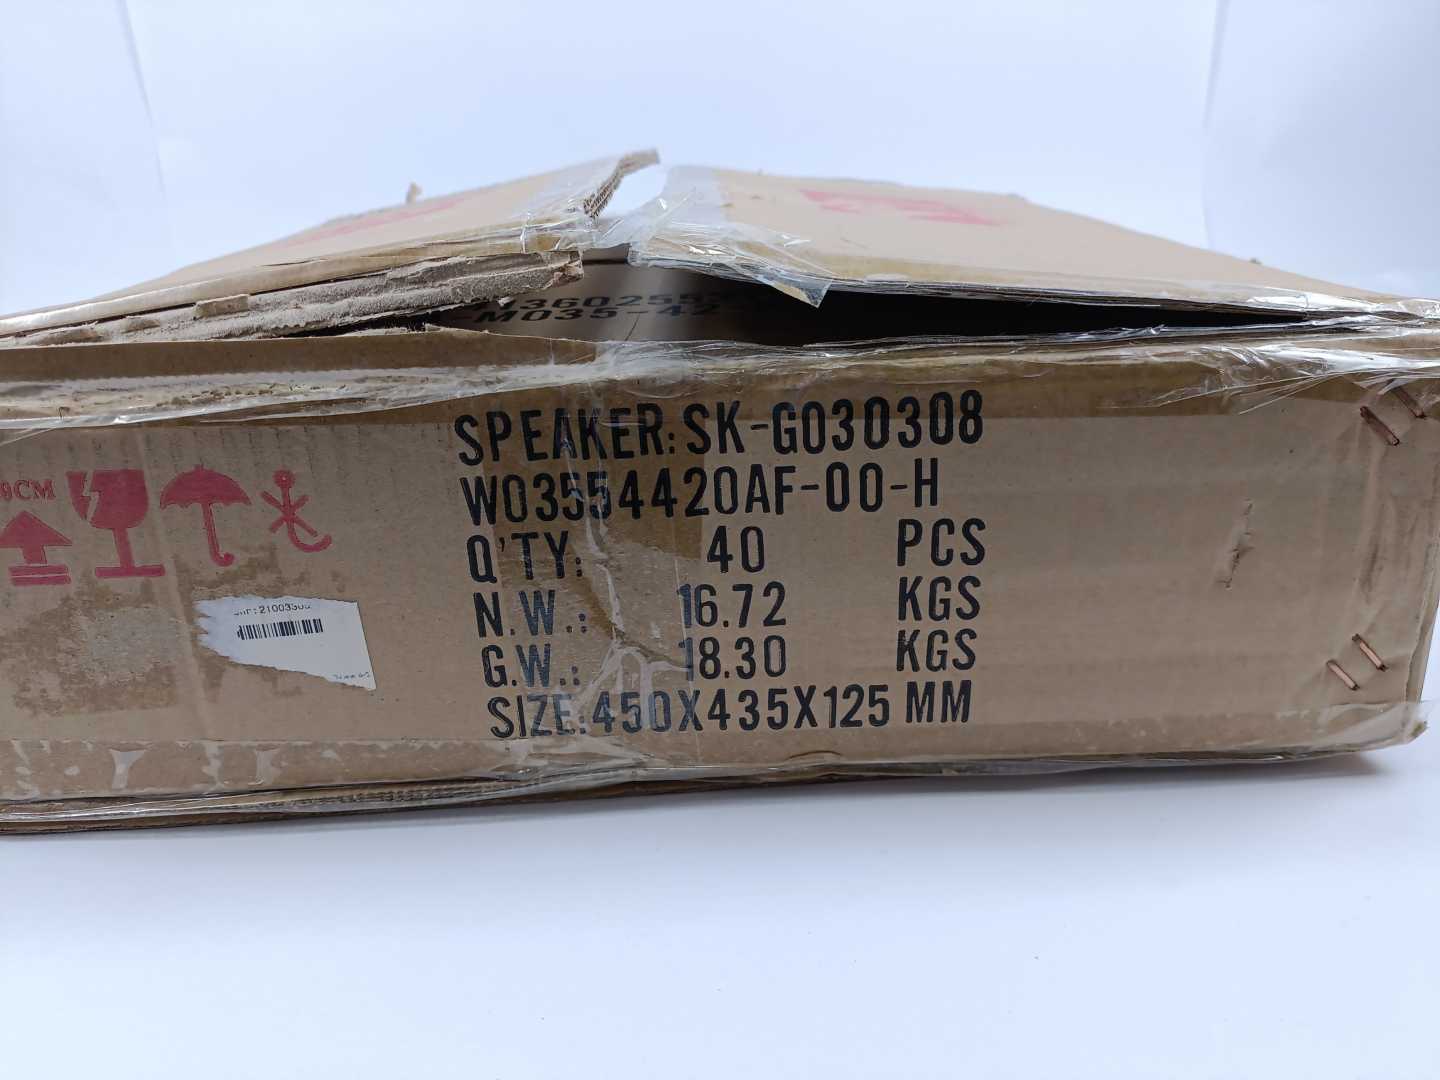 SPEAKER: SK-G030308
W03554420AF-00-H
Q'TY: 40 PCS
N.W.: 16.72 KGS
G.W.: 18.30 KGS
SIZE: 450X435X125 MM